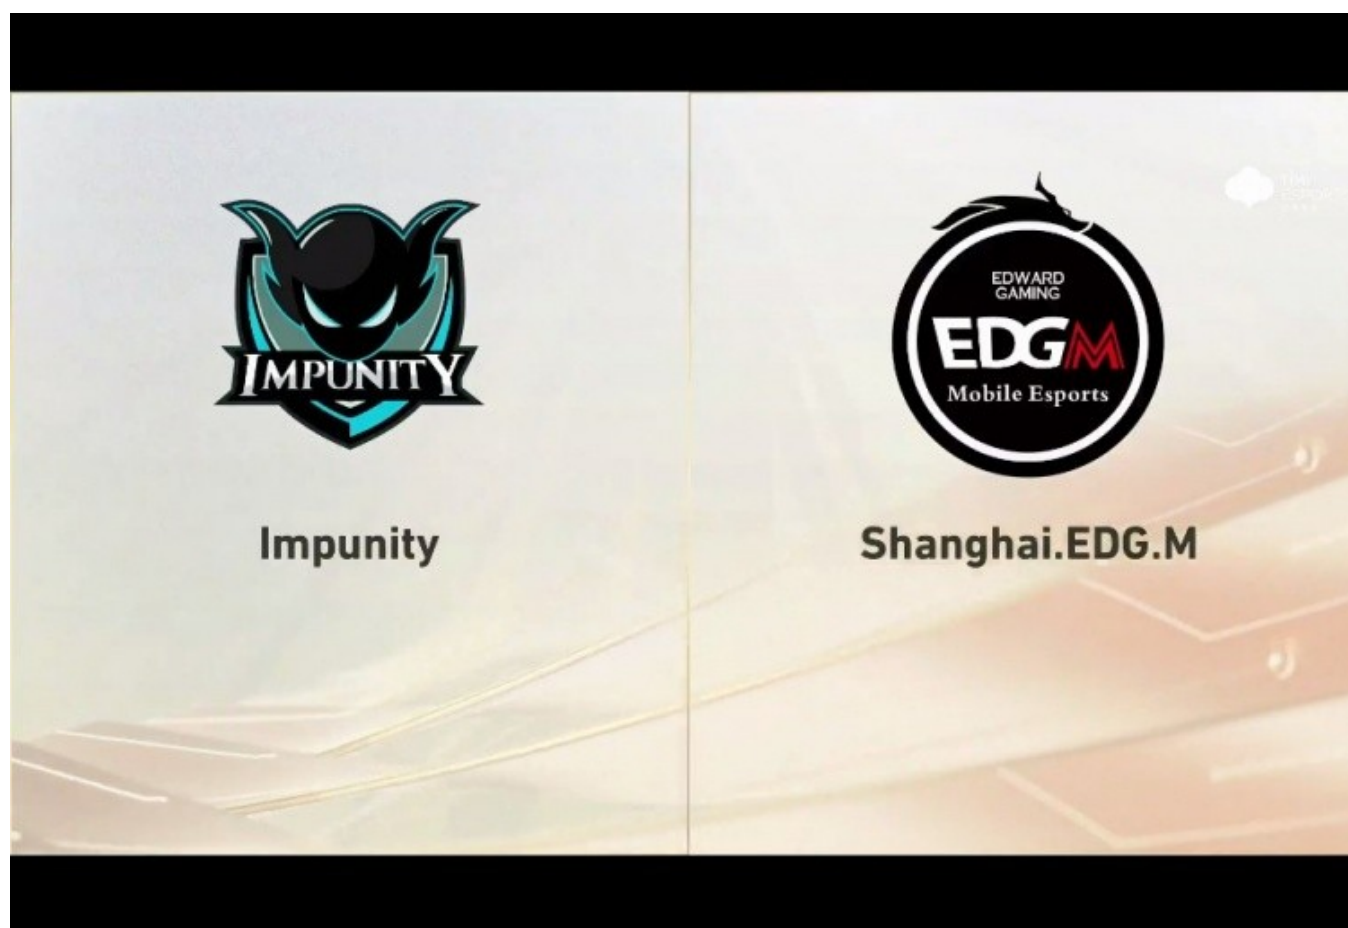 IMPUNITY
Impunity
EDWARD
GAMING
EDGM
Mobile Esports
Shanghai.EDG.M